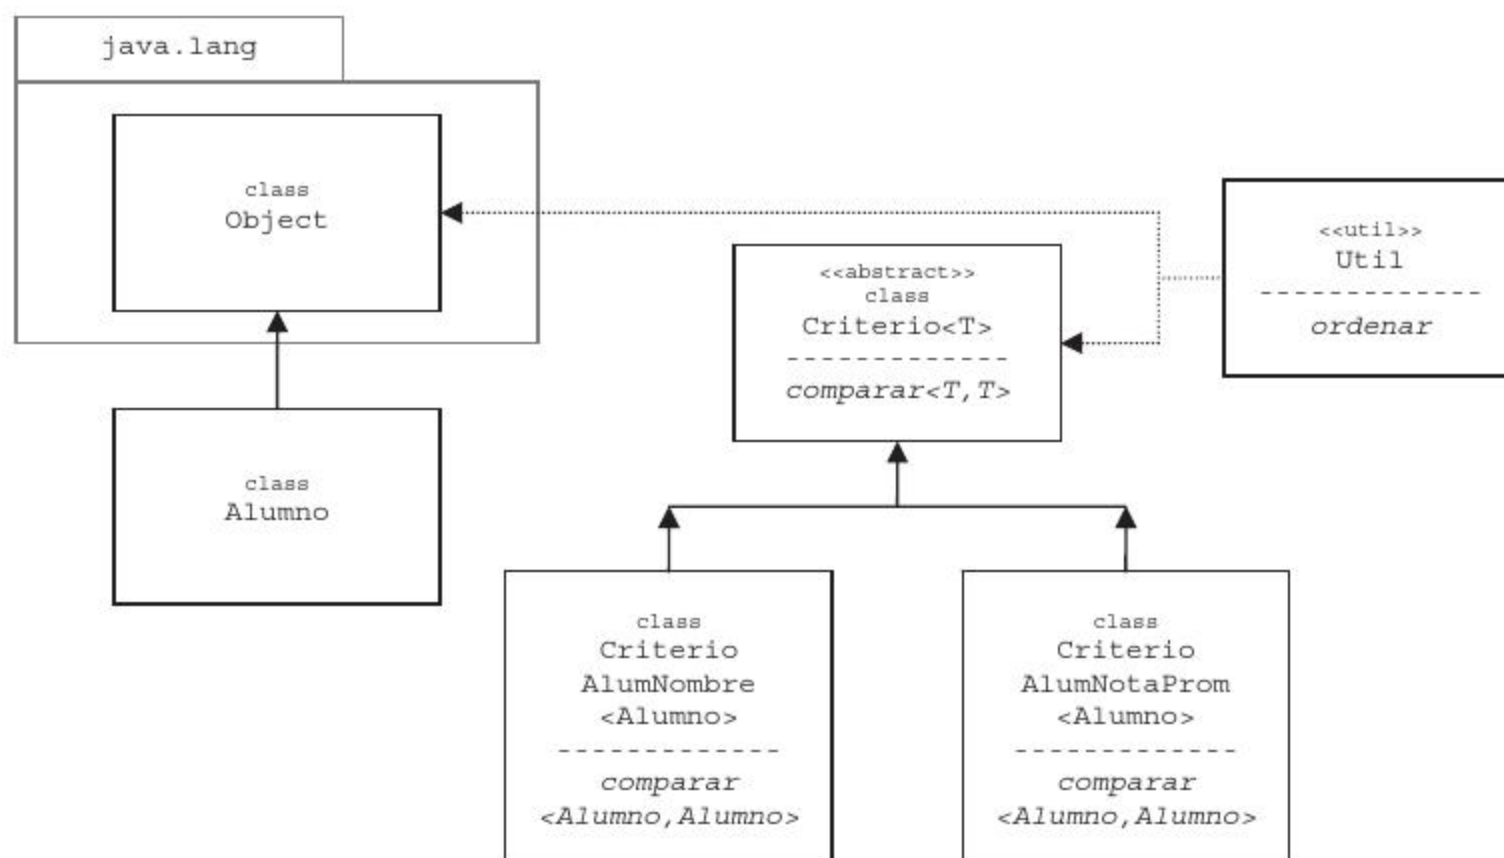 java.lang
class
Object
<<util>>
Util
-------------
ordenar
<<abstract>>
class
Criterio<T>
-------------
comparar<T,T>
class
Alumno
class
Criterio
AlumNombre
<Alumno>
-------------
comparar
<Alumno,Alumno>
class
Criterio
AlumNotaProm
<Alumno>
-------------
comparar
<Alumno,Alumno>